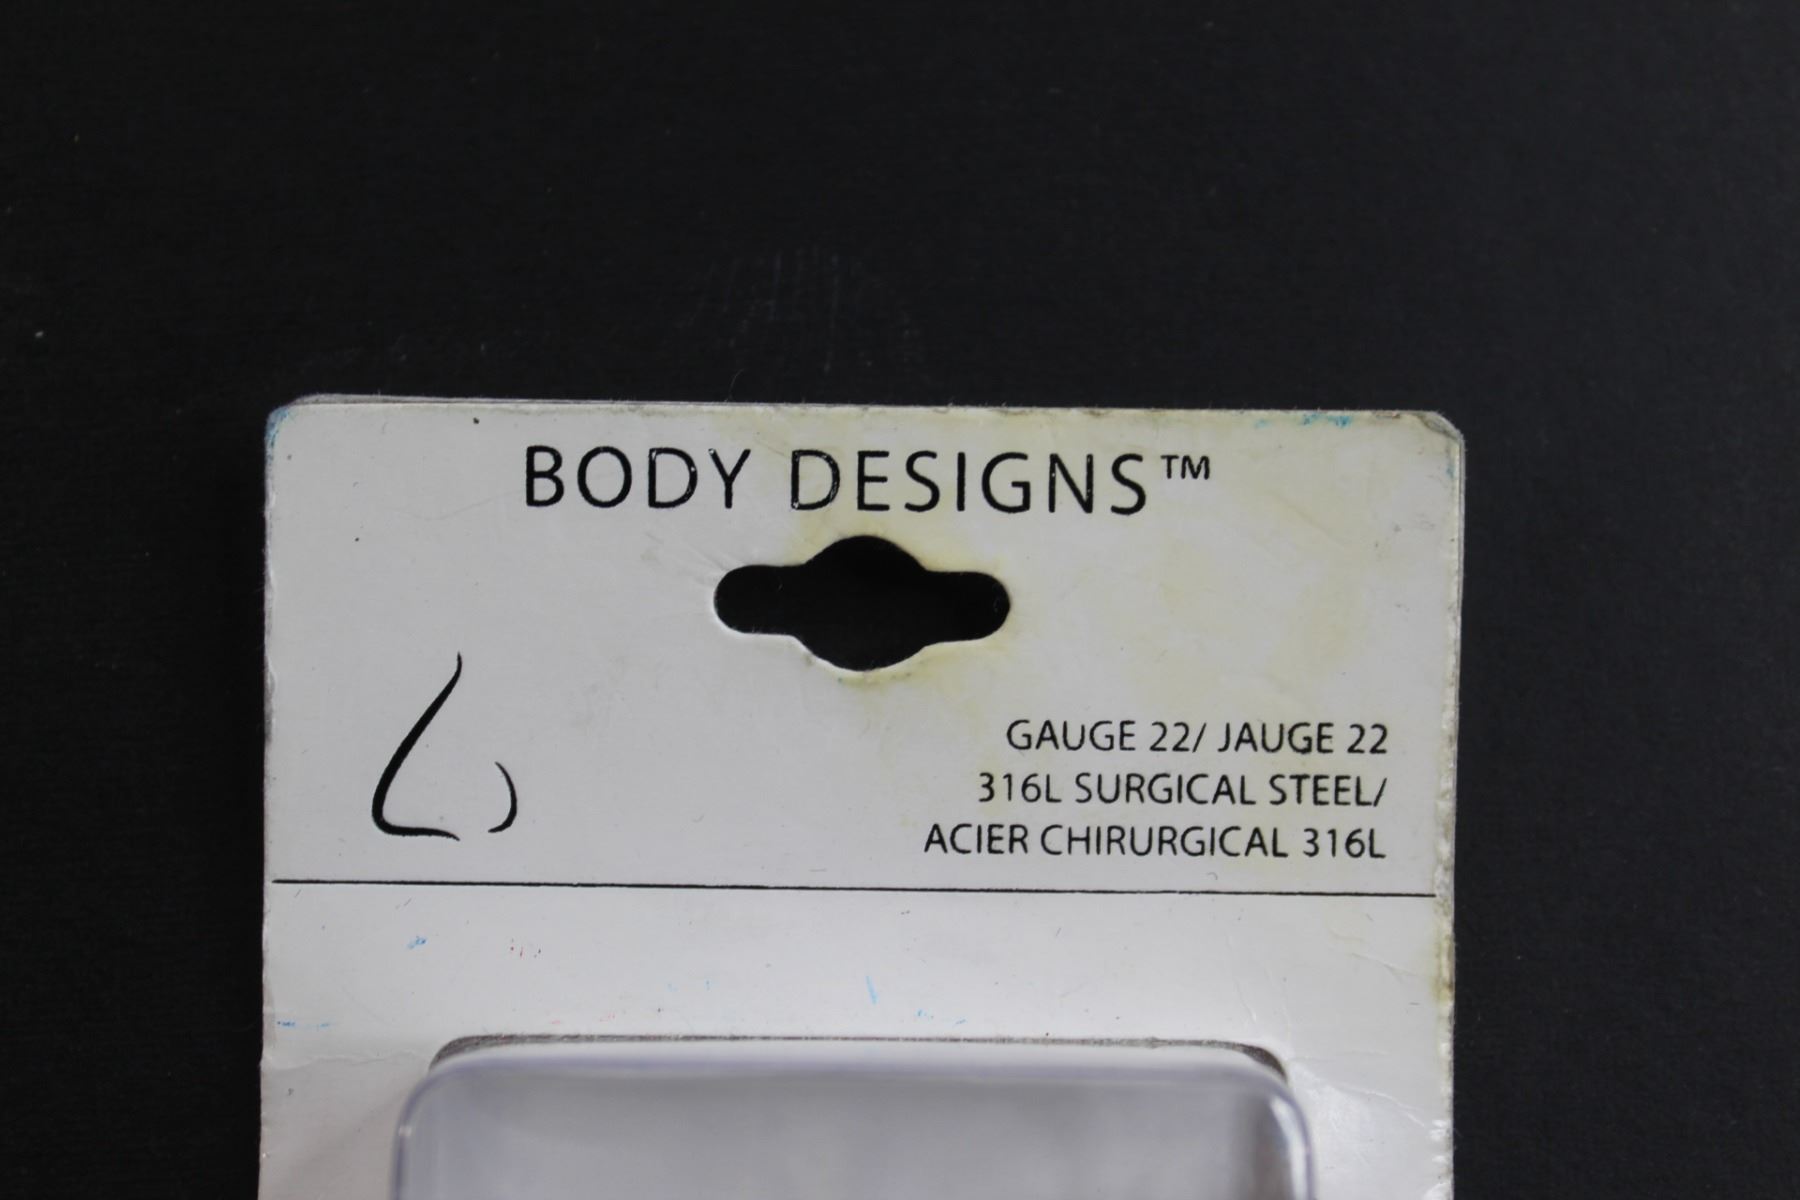 BODY DESIGNS™
GAUGE 22/ JAUGE 22
316L SURGICAL STEEL/
ACIER CHIRURGICAL 316L